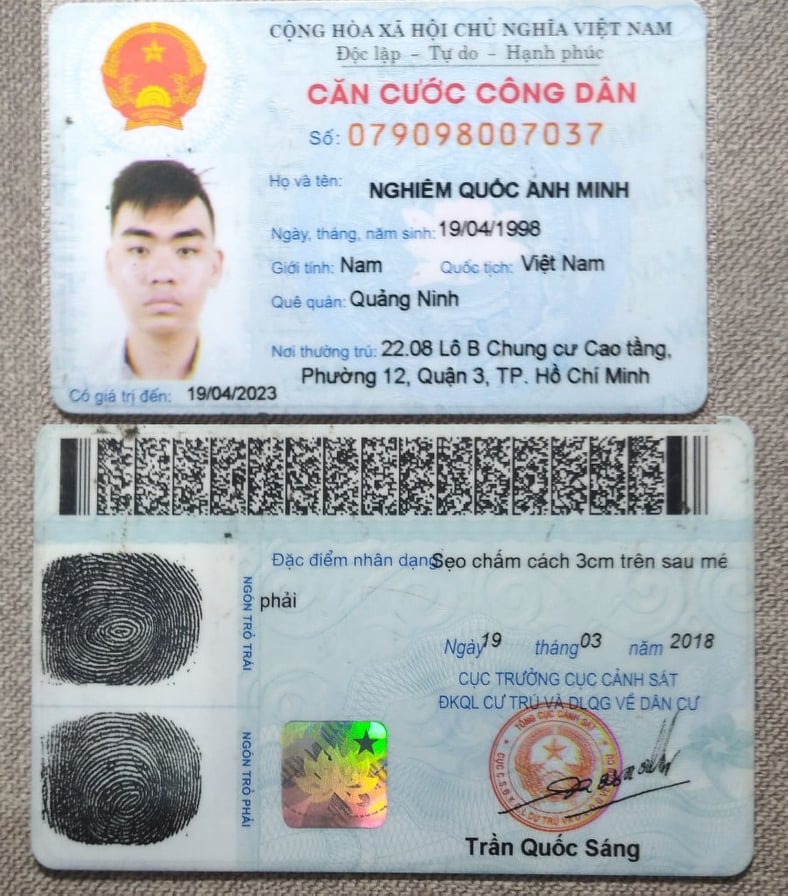 CỘNG HÒA XÃ HỘI CHỦ NGHĨA VIỆT NAM
Độc lập - Tự do - Hạnh phúc
CĂN CƯỚC CÔNG DÂN
Số: 079098007037
Họ và tên: NGHIÊM QUỐC ANH MINH
Ngày, tháng, năm sinh: 19/04/1998
Giới tính: Nam Quốc tịch: Việt Nam
Quê quán: Quảng Ninh
Nơi thường trú: 22.08 Lô B Chung cư Cao tầng,
Phường 12, Quận 3, TP. Hồ Chí Minh
Có giá trị đến: 19/04/2023
Đặc điểm nhân dạng Sẹo chấm cách 3cm trên sau mé
phải
NGÓN TRỎ TRÁI
NGÓN TRỎ PHẢI
Ngày 19 tháng 03 năm 2018
CỤC TRƯỞNG CỤC CẢNH SÁT
ĐKQL CƯ TRÚ VÀ DLQG VỀ DÂN CƯ
TỔNG CỤC CẢNH SÁT
Trần Quốc Sáng